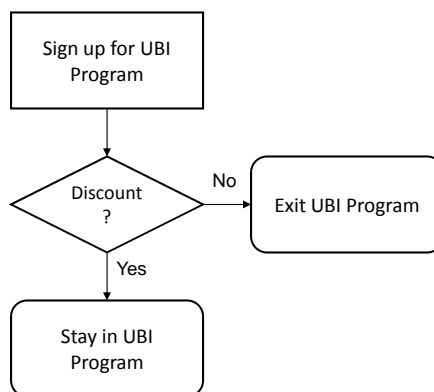 Sign up for UBI
Program
Discount
?
No
Exit UBI Program
Yes
Stay in UBI
Program